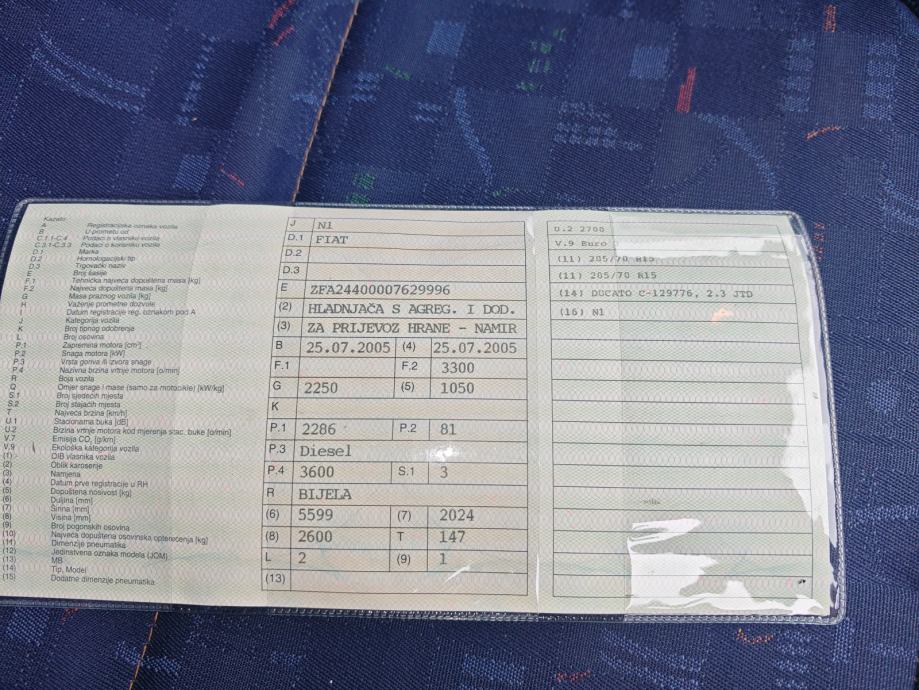 Kazalo:
A Registracijska oznaka vozila
B U prometu od
C.1.1-C.4 Podaci o vlasniku vozila
C.3.1-C.3.3 Podaci o korisniku vozila
D.1 Marka
D.2 Homologacijski tip
D.3 Trgovački naziv
E Broj šasije
F.1 Tehnička najveća dopuštena masa [kg]
F.2 Najveća dopuštena masa [kg]
G Masa praznog vozila [kg]
H Važenje prometne dozvole
I Datum registracije reg. oznakom pod A
J Kategorija vozila
K Broj tipnog odobrenja
L Broj osovina
P.1 Zapremina motora [cm³]
P.2 Snaga motora [kW]
P.3 Vrsta goriva ili izvora snage
P.4 Nazivna brzina vrtnje motora [o/min]
R Boja vozila
Q Omjer snage i mase (samo za motocikle) [kW/kg]
S.1 Broj sjedećih mjesta
S.2 Broj stajaćih mjesta
T Najveća brzina [km/h]
U.1 Stacionarna buka [dB]
U.2 Brzina vrtnje motora kod mjerenja stac. buke [o/min]
V.7 Emisija CO₂ [g/km]
V.9 Ekološka kategorija vozila
(1) OIB vlasnika vozila
(2) Oblik karoserije
(3) Namjena
(4) Datum prve registracije u RH
(5) Dopuštena nosivost [kg]
(6) Duljina [mm]
(7) Širina [mm]
(8) Visina [mm]
(9) Broj pogonskih osovina
(10) Najveća dopuštena osovinska opterećenja [kg]
(11) Dimenzije pneumatika
(12) Jedinstvena oznaka modela (JOM)
(13) MB
(14) Tip, Model
(15) Dodatne dimenzije pneumatika
J N1
D.1 FIAT
D.2
D.3
E ZFA24400007629996
(2) HLADNJAČA S AGREG. I DOD.
(3) ZA PRIJEVOZ HRANE - NAMIR
B 25.07.2005 (4) 25.07.2005
F.1 F.2 3300
G 2250 (5) 1050
K
P.1 2286 P.2 81
P.3 Diesel
P.4 3600 S.1 3
R BIJELA
(6) 5599 (7) 2024
(8) 2600 T 147
L 2 (9) 1
(13)
U.2 2700
V.9 Euro
(11) 205/70 R15
(11) 205/70 R15
(14) DUCATO C-129776, 2.3 JTD
(16) N1